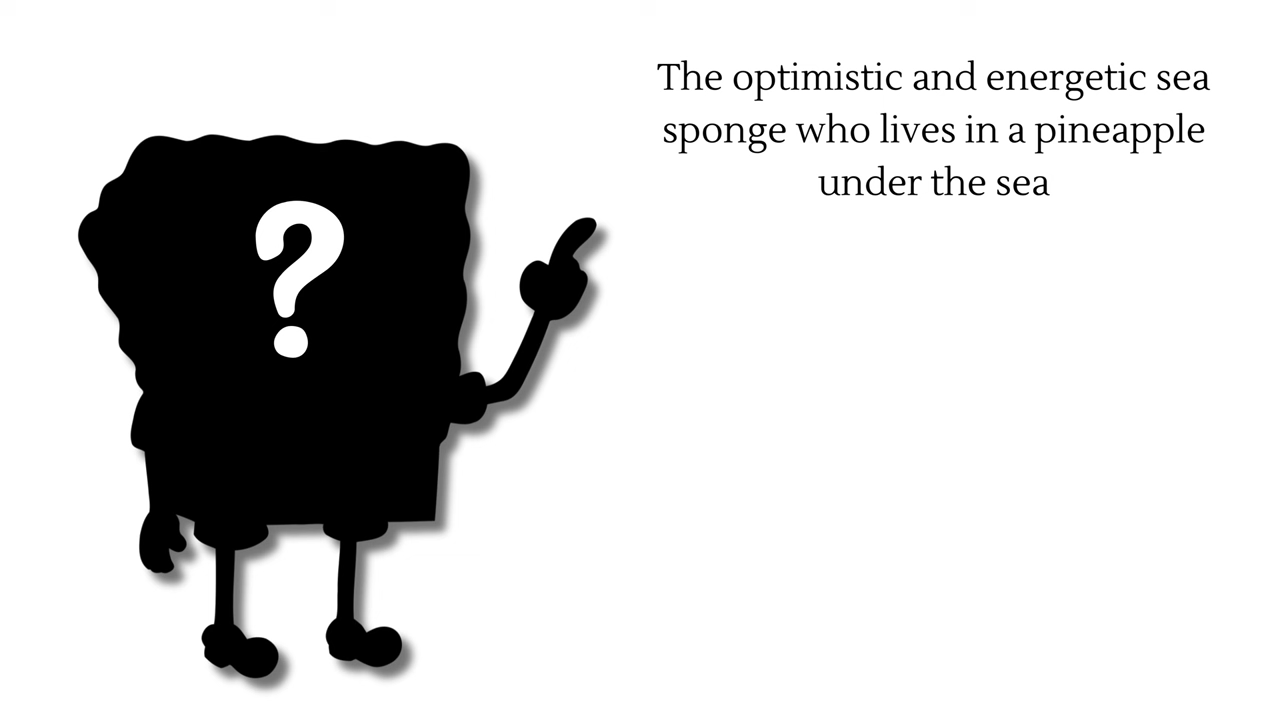 The optimistic and energetic sea
sponge who lives in a pineapple
under the sea
?